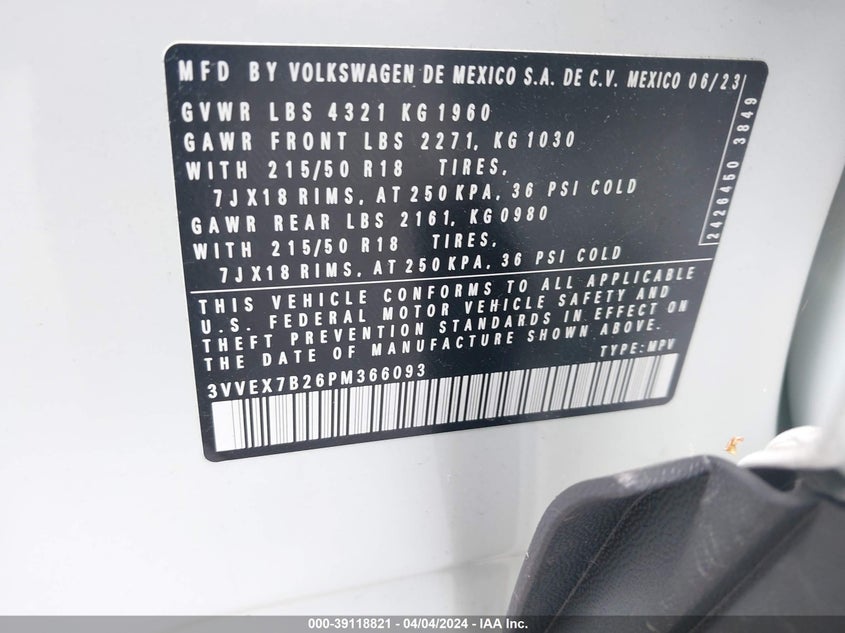 MFD BY VOLKSWAGEN DE MEXICO S.A. DE C.V. MEXICO 06/23
GVWR LBS 4321 KG 1960
GAWR FRONT LBS 2271, KG 1030
WITH 215/50 R18 TIRES,
7JX18 RIMS, AT 250 KPA, 36 PSI COLD
GAWR REAR LBS 2161, KG 0980
WITH 215/50 R18 TIRES,
7JX18 RIMS, AT 250 KPA, 36 PSI COLD
2426450 3849
THIS VEHICLE CONFORMS TO ALL APPLICABLE
U.S. FEDERAL MOTOR VEHICLE SAFETY AND
THEFT PREVENTION STANDARDS IN EFFECT ON
THE DATE OF MANUFACTURE SHOWN ABOVE.
TYPE: MPV
3VVEX7B26PM366093
000-39118821 - 04/04/2024 - IAA Inc.